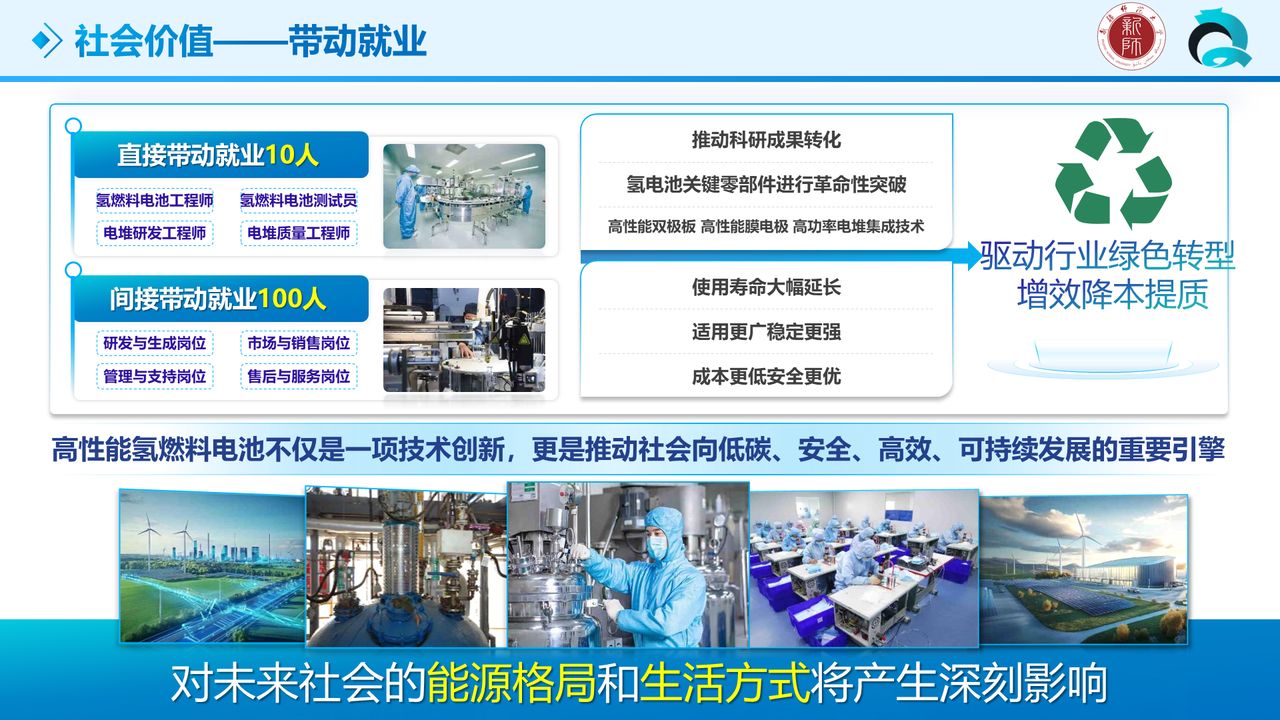 社会价值——带动就业
新师
直接带动就业10人
氢燃料电池工程师
氢燃料电池测试员
电堆研发工程师
电堆质量工程师
间接带动就业100人
研发与生成岗位
市场与销售岗位
管理与支持岗位
售后与服务岗位
推动科研成果转化
氢电池关键零部件进行革命性突破
高性能双极板 高性能膜电极 高功率电堆集成技术
使用寿命大幅延长
适用更广稳定更强
成本更低安全更优
驱动行业绿色转型
增效降本提质
高性能氢燃料电池不仅是一项技术创新，更是推动社会向低碳、安全、高效、可持续发展的重要引擎
对未来社会的能源格局和生活方式将产生深刻影响